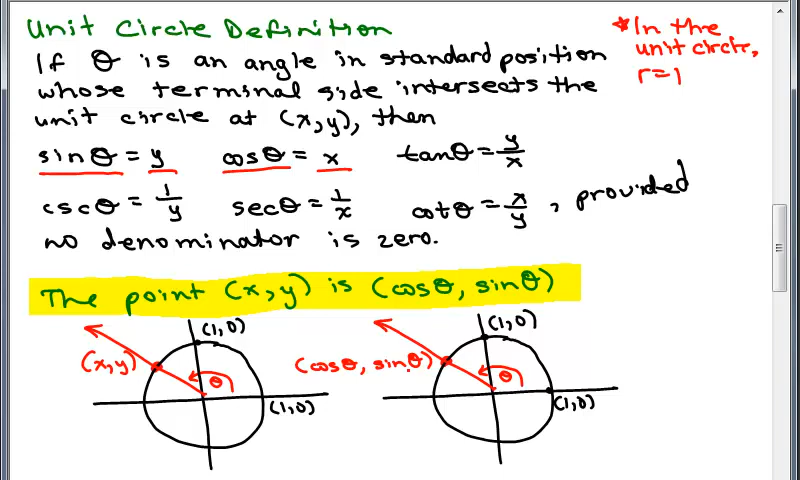 Unit Circle Definition
* In the
unit circle,
r=1
If θ is an angle in standard position
whose terminal side intersects the
unit circle at (x,y), then
sinθ = y cosθ = x tanθ = y/x
cscθ = 1/y secθ = 1/x cotθ = x/y, provided
no denominator is zero.
The point (x,y) is (cosθ, sinθ)
(1,0) (1,0)
(x,y) θ (cosθ, sinθ) θ
(1,0) (1,0)